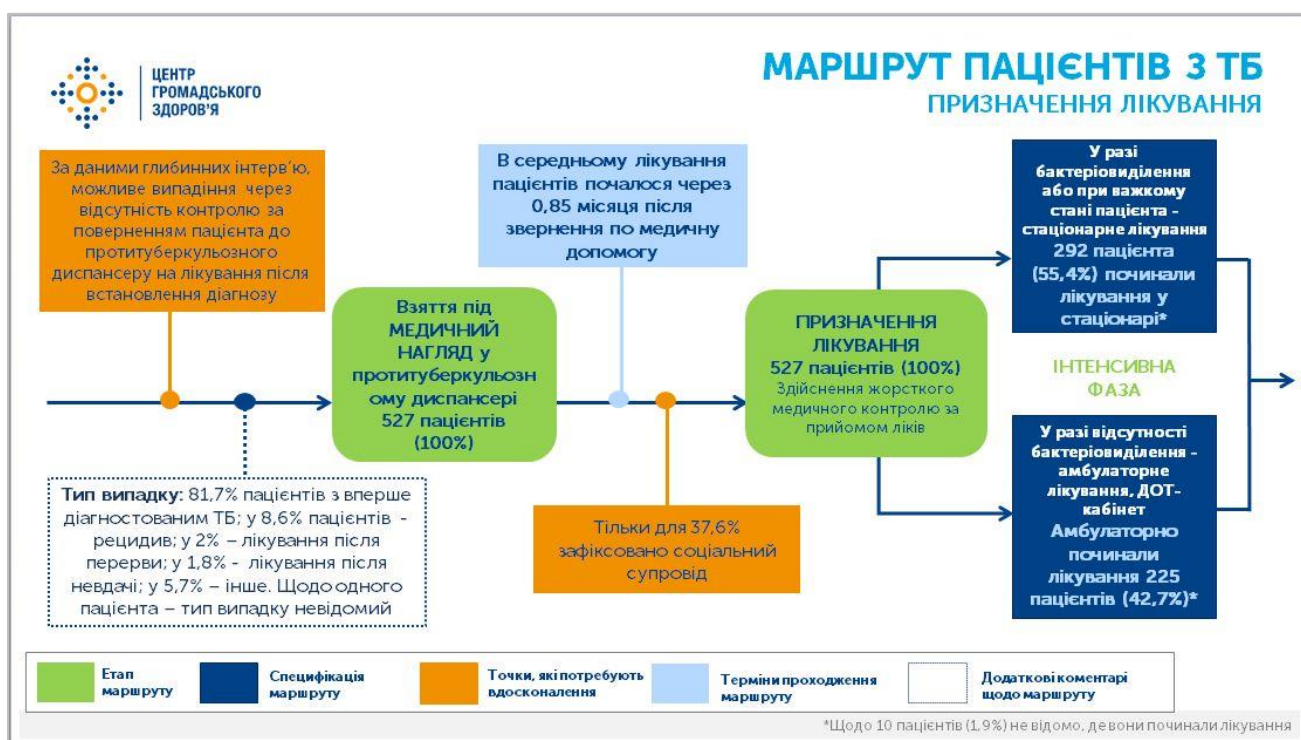 ЦЕНТР
ГРОМАДСЬКОГО
ЗДОРОВ'Я
МАРШРУТ ПАЦІЄНТІВ З ТБ
ПРИЗНАЧЕННЯ ЛІКУВАННЯ
За даними глибинних інтерв'ю,
можливе випадіння через
відсутність контролю за
поверненням пацієнта до
протитуберкульозного
диспансеру на лікування після
встановлення діагнозу
В середньому лікування
пацієнтів почалося через
0,85 місяця після
звернення по медичну
допомогу
У разі
бактеріовиділення
або при важкому
стані пацієнта -
стаціонарне лікування
292 пацієнта
(55,4%) починали
лікування у
стаціонарі*
Взяття під
МЕДИЧНИЙ
НАГЛЯД у
протитуберкульозн
ому диспансері
527 пацієнтів
(100%)
ПРИЗНАЧЕННЯ
ЛІКУВАННЯ
527 пацієнтів (100%)
Здійснення жорсткого
медичного контролю за
прийомом ліків
ІНТЕНСИВНА
ФАЗА
Тип випадку: 81,7% пацієнтів з вперше
діагностованим ТБ; у 8,6% пацієнтів -
рецидив; у 2% – лікування після
перерви; у 1,8% - лікування після
невдачі; у 5,7% – інше. Щодо одного
пацієнта – тип випадку невідомий
Тільки для 37,6%
зафіксовано соціальний
супровід
У разі відсутності
бактеріовиділення -
амбулаторне
лікування, ДОТ-
кабінет
Амбулаторно
починали
лікування 225
пацієнтів (42,7%)*
Етап
маршруту
Специфікація
маршруту
Точки, які потребують
вдосконалення
Терміни проходження
маршруту
Додаткові коментарі
щодо маршруту
*Щодо 10 пацієнтів (1,9%) не відомо, де вони починали лікування